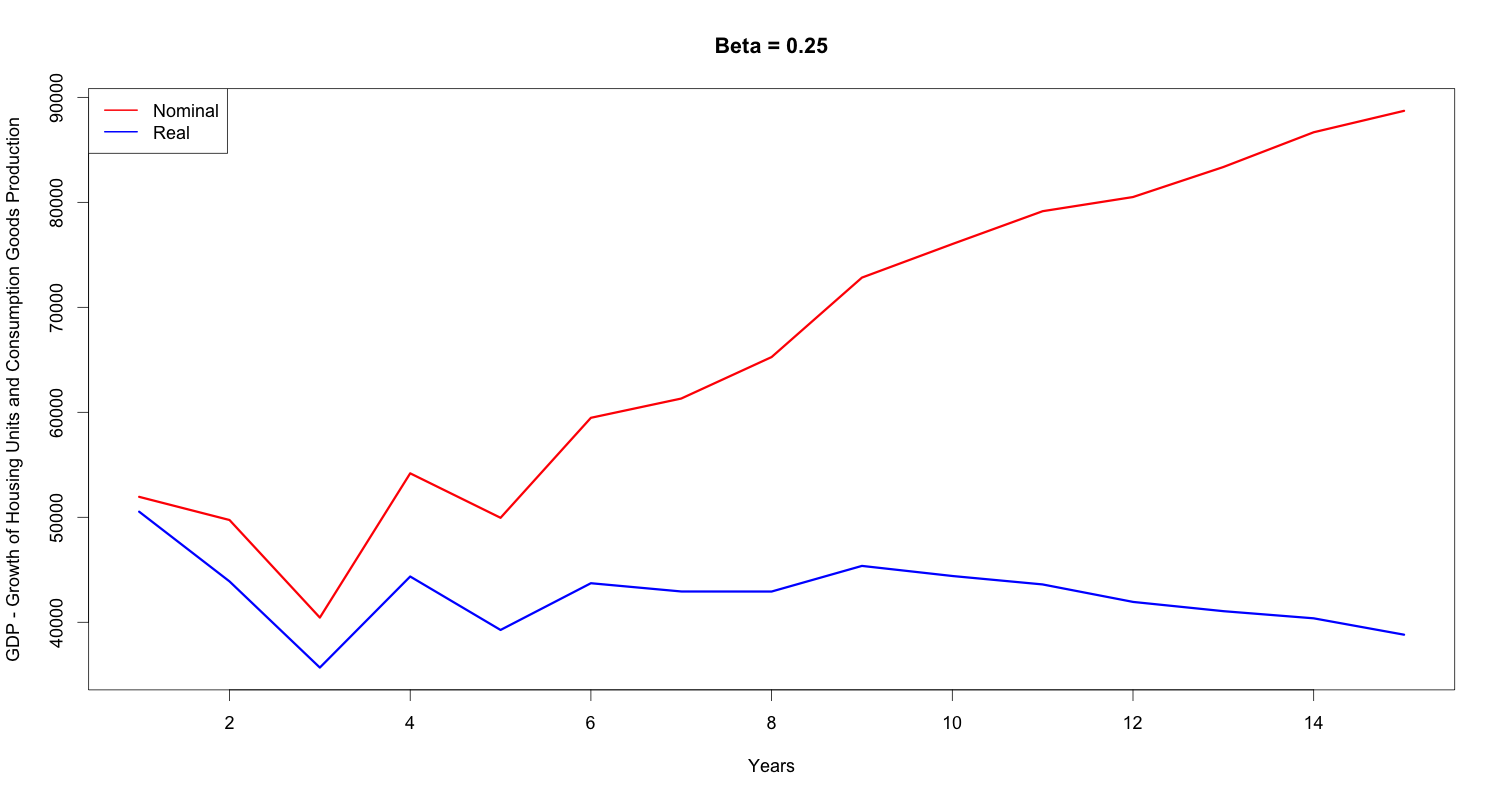 Beta = 0.25
Nominal
Real
GDP - Growth of Housing Units and Consumption Goods Production
90000
80000
70000
60000
50000
40000
2 4 6 8 10 12 14
Years